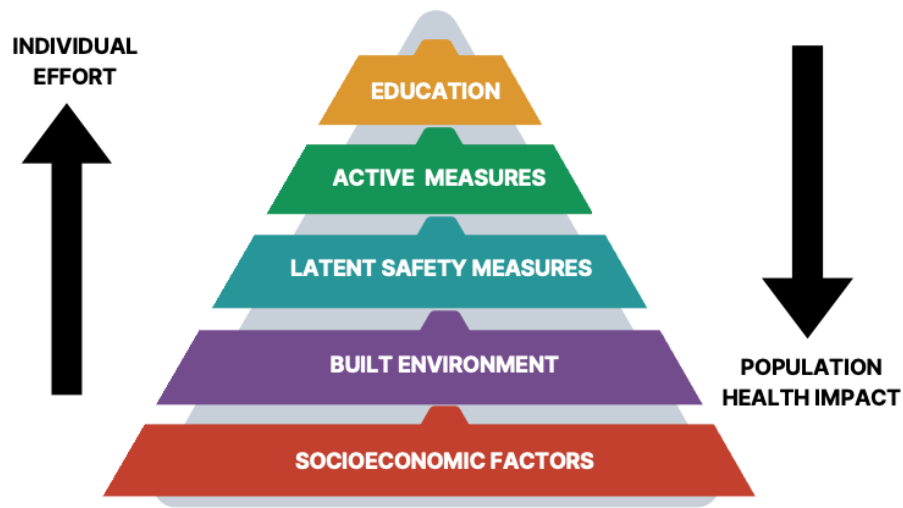 INDIVIDUAL
EFFORT
EDUCATION
ACTIVE MEASURES
LATENT SAFETY MEASURES
BUILT ENVIRONMENT
SOCIOECONOMIC FACTORS
POPULATION
HEALTH IMPACT